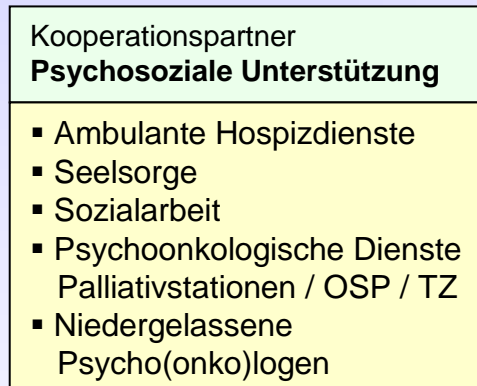 Kooperationspartner
Psychosoziale Unterstützung
▪ Ambulante Hospizdienste
▪ Seelsorge
▪ Sozialarbeit
▪ Psychoonkologische Dienste
Palliativstationen / OSP / TZ
▪ Niedergelassene
Psycho(onko)logen